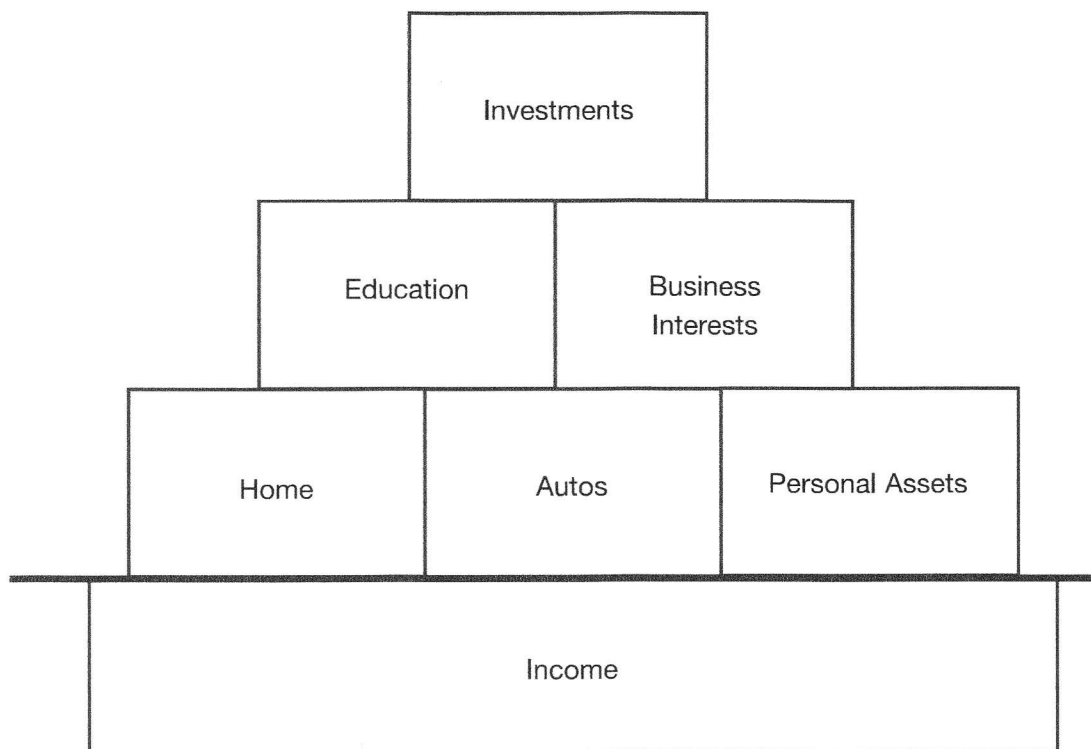 Investments
Education
Business
Interests
Home
Autos
Personal Assets
Income